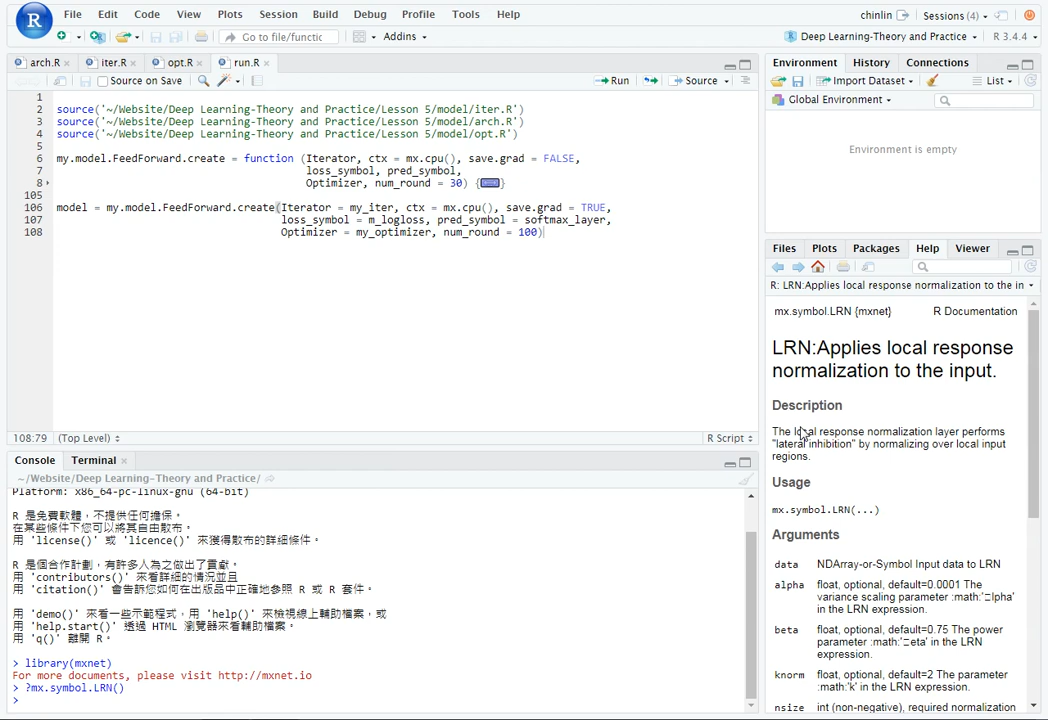 File Edit Code View Plots Session Build Debug Profile Tools Help chinlin Sessions (4)
Go to file/functic Addins Deep Learning-Theory and Practice R 3.4.4
arch.R iter.R opt.R run.R
Source on Save Run Source
1
2 source('~/Website/Deep Learning-Theory and Practice/Lesson 5/model/iter.R')
3 source('~/Website/Deep Learning-Theory and Practice/Lesson 5/model/arch.R')
4 source('~/Website/Deep Learning-Theory and Practice/Lesson 5/model/opt.R')
5
6 my.model.FeedForward.create = function (Iterator, ctx = mx.cpu(), save.grad = FALSE,
7 loss_symbol, pred_symbol,
8 Optimizer, num_round = 30) {}
105
106 model = my.model.FeedForward.create(Iterator = my_iter, ctx = mx.cpu(), save.grad = TRUE,
107 loss_symbol = m_logloss, pred_symbol = softmax_layer,
108 Optimizer = my_optimizer, num_round = 100)
108:79 (Top Level) R Script
Console Terminal
~/Website/Deep Learning-Theory and Practice/
Platform: x86_64-pc-linux-gnu (64-bit)
R 是免費軟體，不提供任何擔保。
在某些條件下您可以將其自由散布。
用 'license()' 或 'licence()' 來獲得散布的詳細條件。
R 是個合作計劃，有許多人為之做出了貢獻。
用 'contributors()' 來看詳細的情況並且
用 'citation()' 會告訴您如何在出版品中正確地參照 R 或 R 套件。
用 'demo()' 來看一些示範程式，用 'help()' 來檢視線上輔助檔案，或
用 'help.start()' 透過 HTML 瀏覽器來看輔助檔案。
用 'q()' 離開 R。
> library(mxnet)
For more documents, please visit http://mxnet.io
> ?mx.symbol.LRN()
>
Environment History Connections
Import Dataset List
Global Environment
Environment is empty
Files Plots Packages Help Viewer
R: LRN:Applies local response normalization to the in
mx.symbol.LRN {mxnet} R Documentation
LRN:Applies local response
normalization to the input.
Description
The local response normalization layer performs
"lateral inhibition" by normalizing over local input
regions.
Usage
mx.symbol.LRN(...)
Arguments
data NDArray-or-Symbol Input data to LRN
alpha float, optional, default=0.0001 The
variance scaling parameter :math:'□lpha'
in the LRN expression.
beta float, optional, default=0.75 The power
parameter :math:'□eta' in the LRN
expression.
knorm float, optional, default=2 The parameter
:math:'k' in the LRN expression.
nsize int (non-negative), required normalization